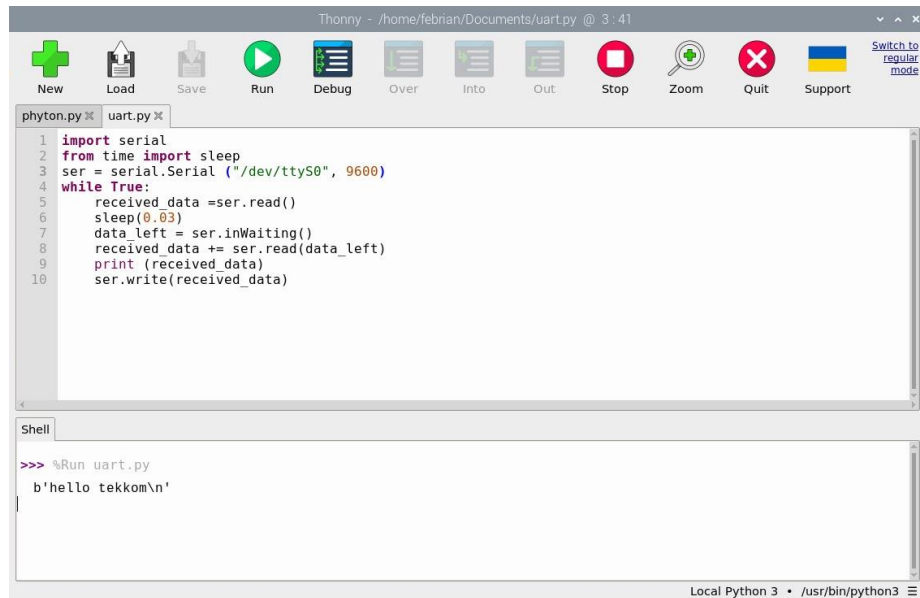 Thonny - /home/febrian/Documents/uart.py @ 3 : 41
New Load Save Run Debug Over Into Out Stop Zoom Quit Support
Switch to
regular
mode
phyton.py uart.py
1 import serial
2 from time import sleep
3 ser = serial.Serial ("/dev/ttyS0", 9600)
4 while True:
5     received_data =ser.read()
6     sleep(0.03)
7     data_left = ser.inWaiting()
8     received_data += ser.read(data_left)
9     print (received_data)
10     ser.write(received_data)
Shell
>>> %Run uart.py
b'hello tekkom\n'
Local Python 3 • /usr/bin/python3